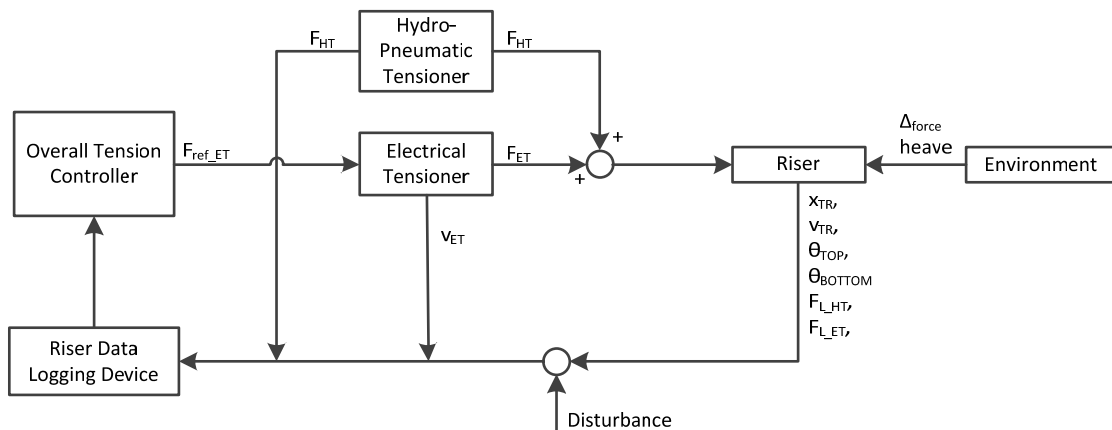 Hydro-
Pneumatic
Tensioner
F_HT
F_HT
Overall Tension
Controller
F_ref_ET
Electrical
Tensioner
F_ET
+
+
Riser
Δ_force
heave
Environment
v_ET
x_TR,
v_TR,
θ_TOP,
θ_BOTTOM
F_L_HT,
F_L_ET,
Riser Data
Logging Device
Disturbance